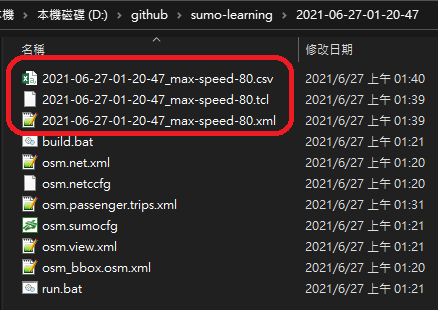 本機 › 本機磁碟 (D:) › github › sumo-learning › 2021-06-27-01-20-47
名稱 修改日期
2021-06-27-01-20-47_max-speed-80.csv 2021/6/27 上午 01:40
2021-06-27-01-20-47_max-speed-80.tcl 2021/6/27 上午 01:39
2021-06-27-01-20-47_max-speed-80.xml 2021/6/27 上午 01:39
build.bat 2021/6/27 上午 01:21
osm.net.xml 2021/6/27 上午 01:20
osm.netccfg 2021/6/27 上午 01:20
osm.passenger.trips.xml 2021/6/27 上午 01:31
osm.sumocfg 2021/6/27 上午 01:21
osm.view.xml 2021/6/27 上午 01:21
osm_bbox.osm.xml 2021/6/27 上午 01:20
run.bat 2021/6/27 上午 01:21